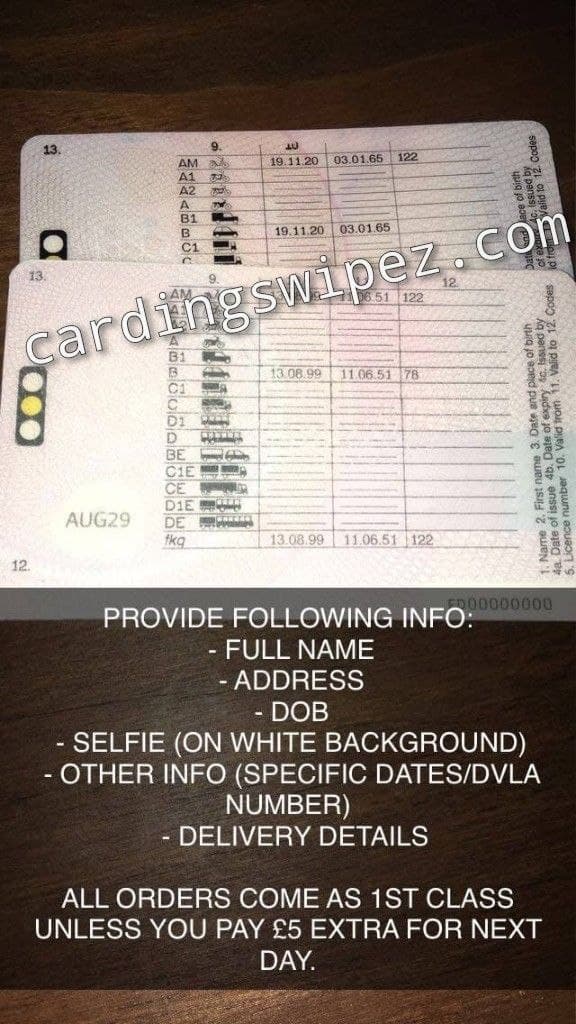 13.
9.
AM 19.11.20 03.01.65 122
A1
A2
A
B1
B 19.11.20 03.01.65
C1
C
cardingswipez.com
13.
9.
12.
AM 11.06.51 122
A
B1
B 13.08.99 11.06.51 78
C1
C
D1
D
BE
C1E
CE
D1E
DE
fkq 13.08.99 11.06.51 122
AUG29
12.
1. Name 2. First name 3. Date and place of birth
4a. Date of issue 4b. Date of expiry 4c. Issued by
5. Licence number 10. Valid from 11. Valid to 12. Codes
PROVIDE FOLLOWING INFO:
- FULL NAME
- ADDRESS
- DOB
- SELFIE (ON WHITE BACKGROUND)
- OTHER INFO (SPECIFIC DATES/DVLA
NUMBER)
- DELIVERY DETAILS
ALL ORDERS COME AS 1ST CLASS
UNLESS YOU PAY £5 EXTRA FOR NEXT
DAY.